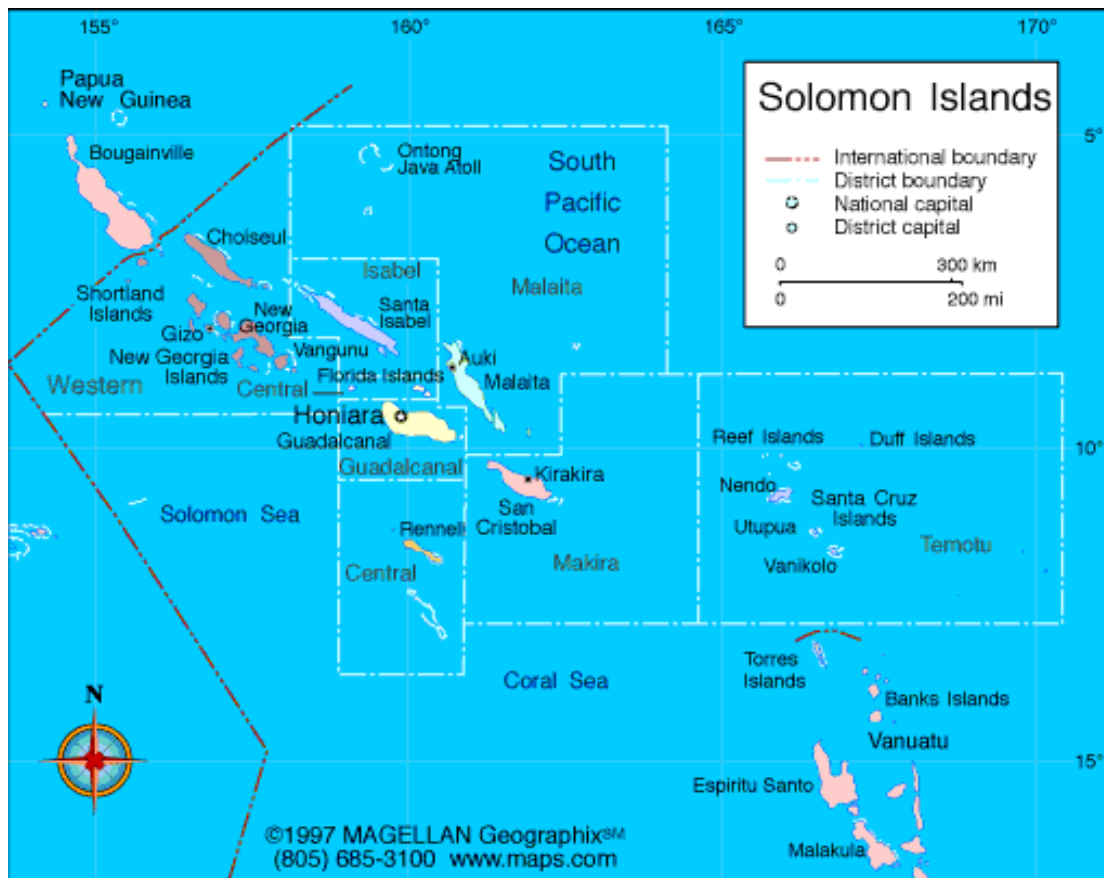 155°
160°
165°
170°
Papua
New Guinea
Bougainville
Ontong
Java Atoll
South
Pacific
Ocean
Solomon Islands
International boundary
District boundary
National capital
District capital
0
300 km
0
200 mi
5°
Choiseul
Isabel
Malaita
Shortland
Islands
New
Georgia
Santa
Isabel
Gizo
New Georgia
Islands
Vangunu
Auki
Florida Islands
Malaita
Western
Central
Honiara
Guadalcanal
Guadalcanal
Reef Islands
Duff Islands
10°
Kirakira
Nendo
Santa Cruz
Islands
San
Cristobal
Solomon Sea
Rennell
Utupua
Temotu
Vanikolo
Central
Makira
Coral Sea
Torres
Islands
Banks Islands
Vanuatu
N
15°
Espiritu Santo
Malakula
©1997 MAGELLAN Geographix℠
(805) 685-3100 www.maps.com